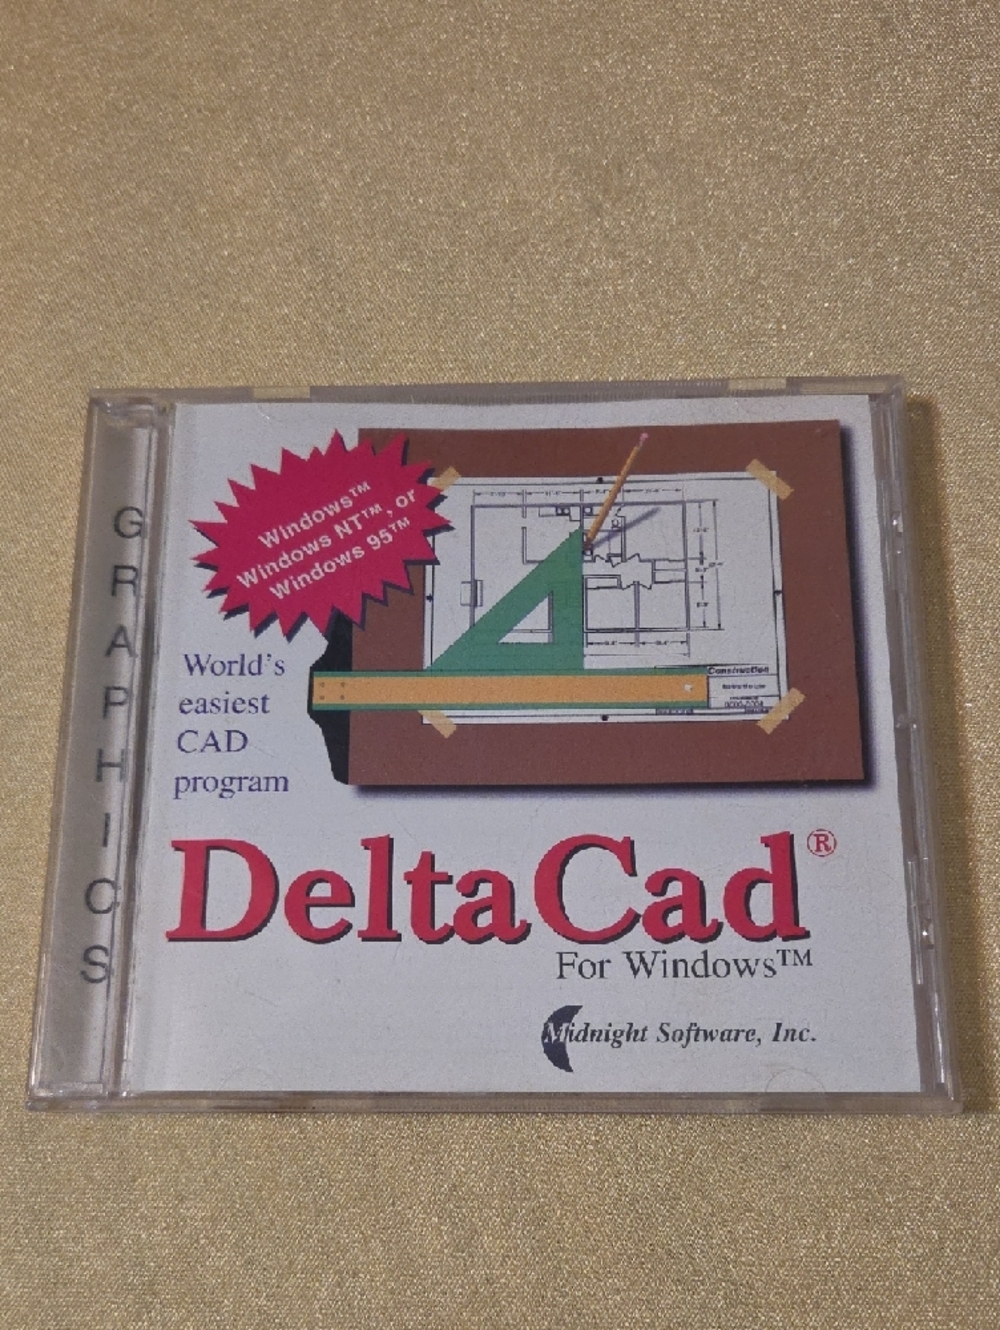 GRAPHICS
Windows™
Windows NT™, or
Windows 95™
World's
easiest
CAD
program
Construction
DeltaCad®
For Windows™
Midnight Software, Inc.